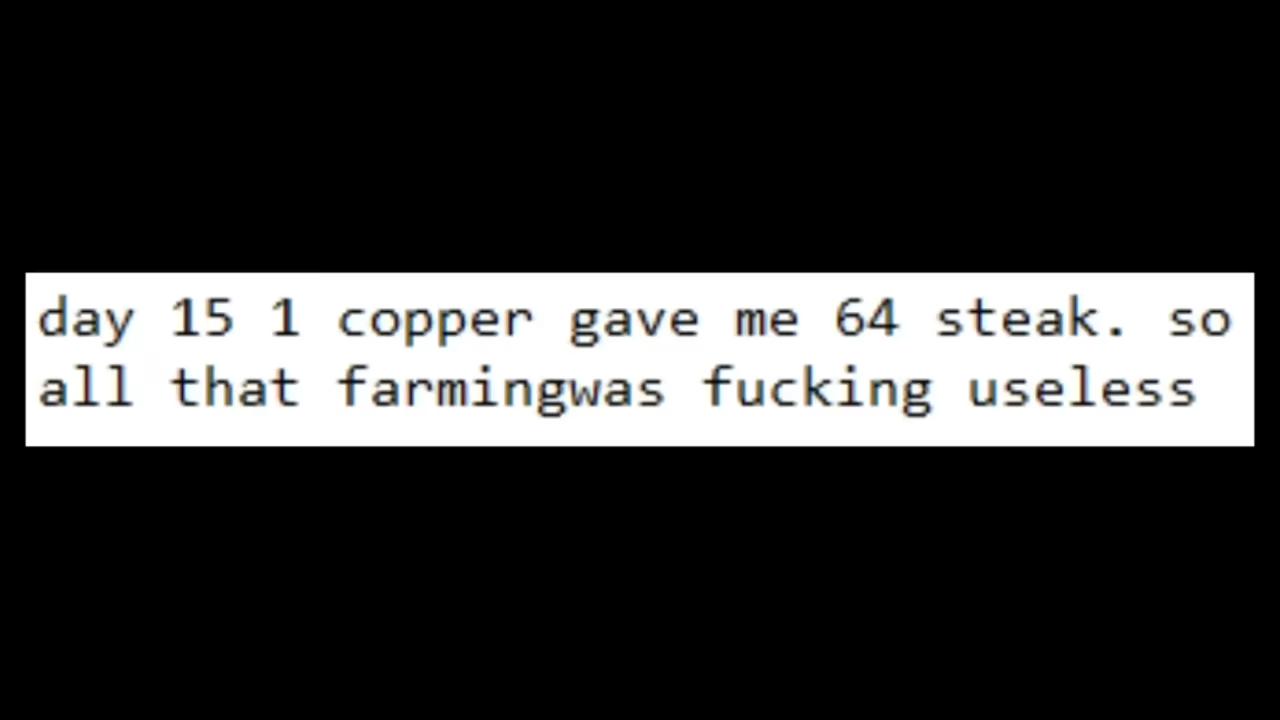 day 15 1 copper gave me 64 steak. so
all that farmingwas fucking useless